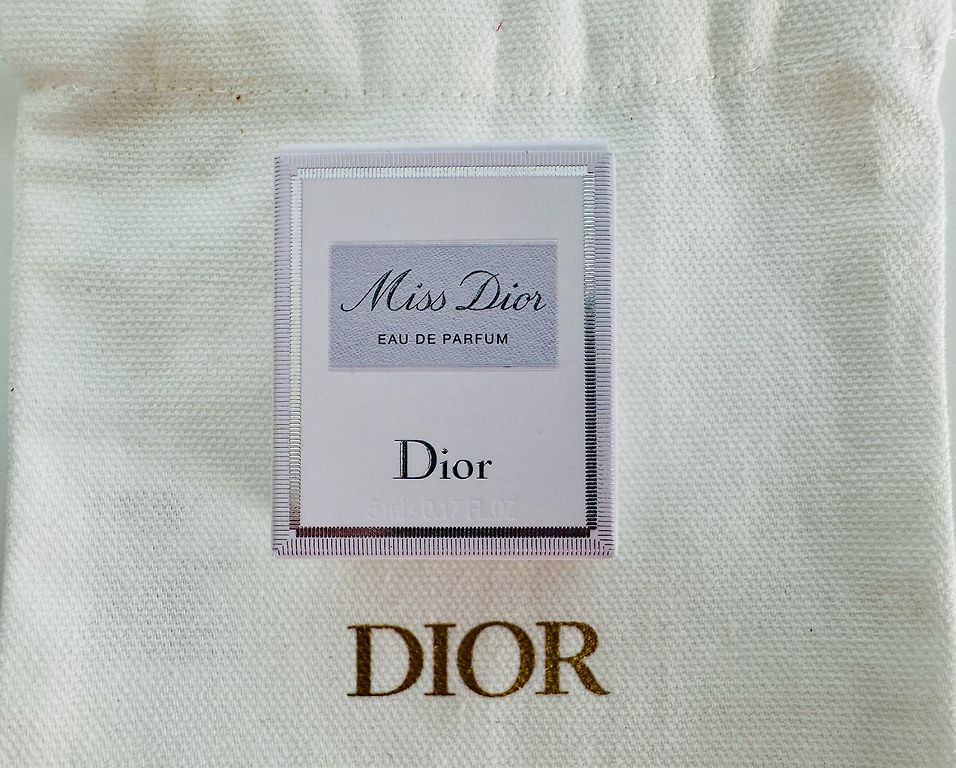 Miss Dior
EAU DE PARFUM
Dior
5 ml - 0.17 FL. OZ.
DIOR